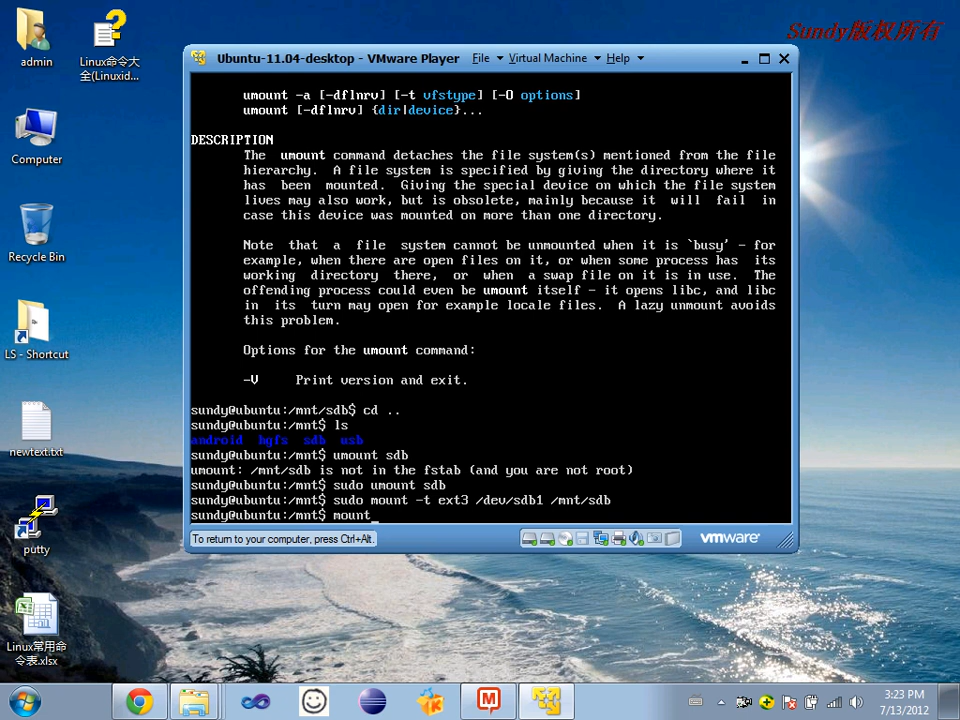 admin
Linux命令大
全(Linuxid...
Sundy版权所有
Computer
Recycle Bin
LS - Shortcut
newtext.txt
putty
Linux常用命
令表.xlsx
Ubuntu-11.04-desktop - VMware Player File Virtual Machine Help
umount -a [-dflnrv] [-t vfstype] [-O options]
umount [-dflnrv] {dir|device}...
DESCRIPTION
The umount command detaches the file system(s) mentioned from the file
hierarchy. A file system is specified by giving the directory where it
has been mounted. Giving the special device on which the file system
lives may also work, but is obsolete, mainly because it will fail in
case this device was mounted on more than one directory.
Note that a file system cannot be unmounted when it is `busy' - for
example, when there are open files on it, or when some process has its
working directory there, or when a swap file on it is in use. The
offending process could even be umount itself - it opens libc, and libc
in its turn may open for example locale files. A lazy unmount avoids
this problem.
Options for the umount command:
-V Print version and exit.
sundy@ubuntu:/mnt/sdb$ cd ..
sundy@ubuntu:/mnt$ ls
android hgfs sdb usb
sundy@ubuntu:/mnt$ umount sdb
umount: /mnt/sdb is not in the fstab (and you are not root)
sundy@ubuntu:/mnt$ sudo umount sdb
sundy@ubuntu:/mnt$ sudo mount -t ext3 /dev/sdb1 /mnt/sdb
sundy@ubuntu:/mnt$ mount_
To return to your computer, press Ctrl+Alt.
vmware
3:23 PM
7/13/2012